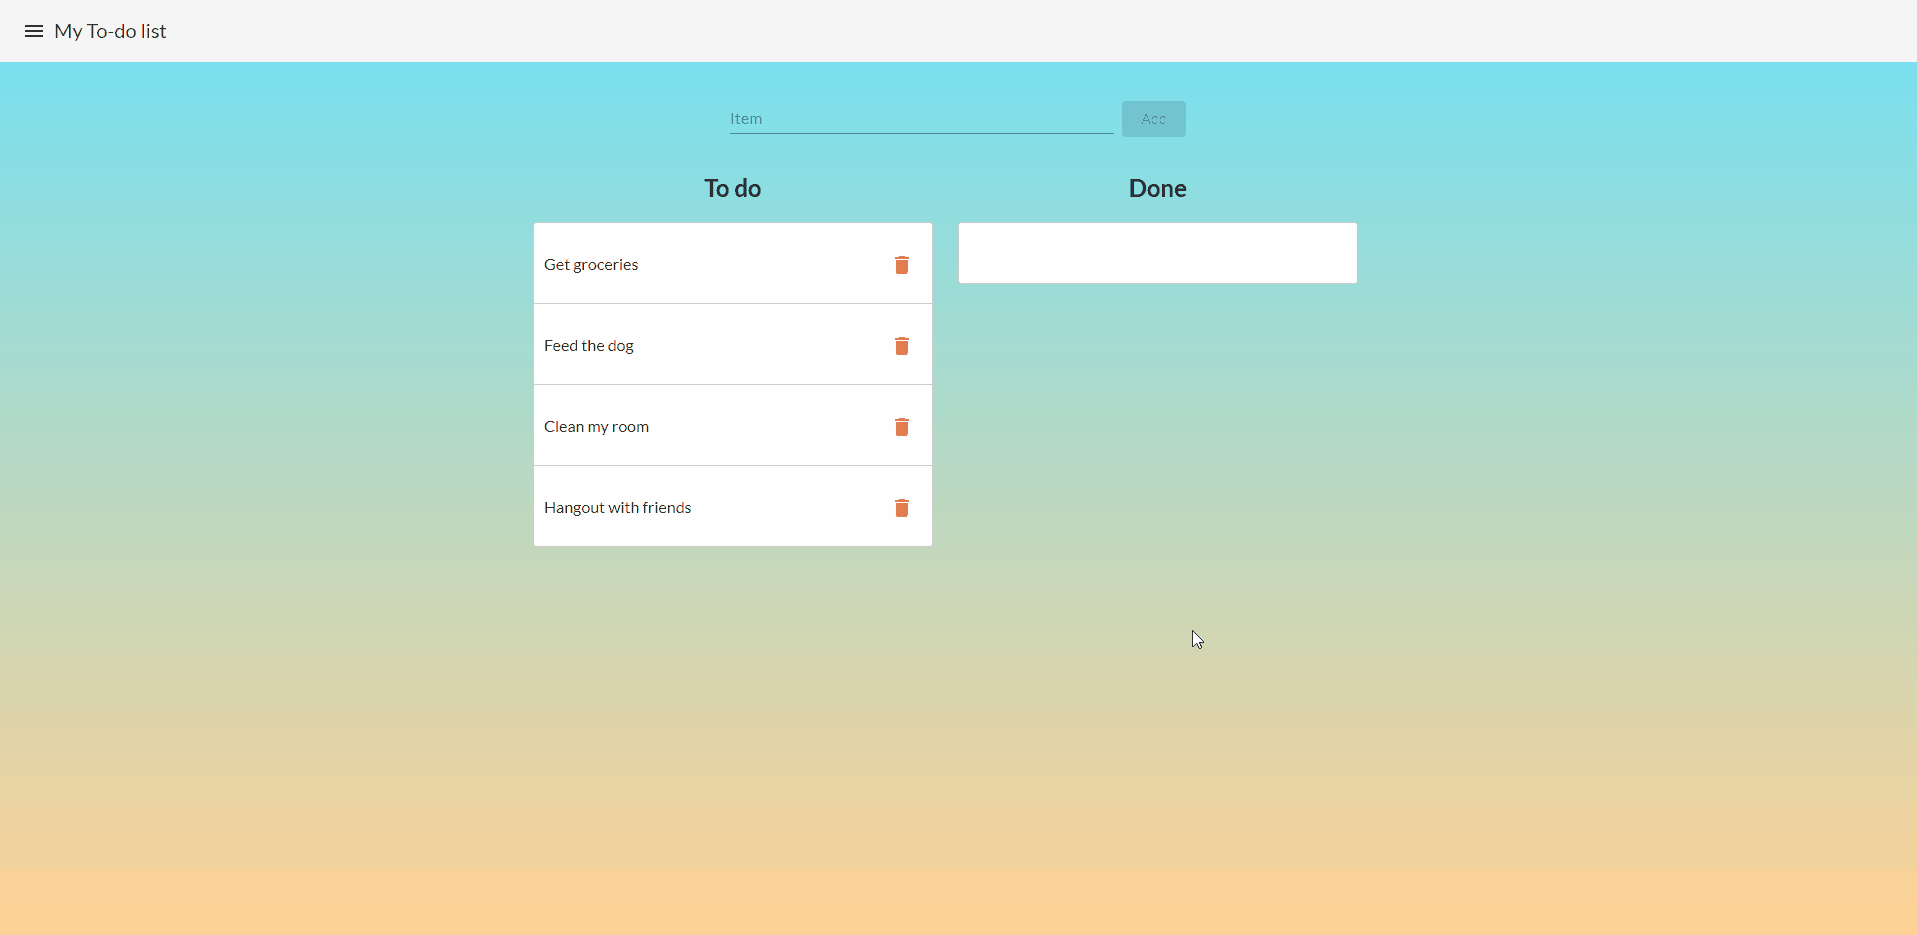 My To-do list
Item
Add
To do
Done
Get groceries
Feed the dog
Clean my room
Hangout with friends